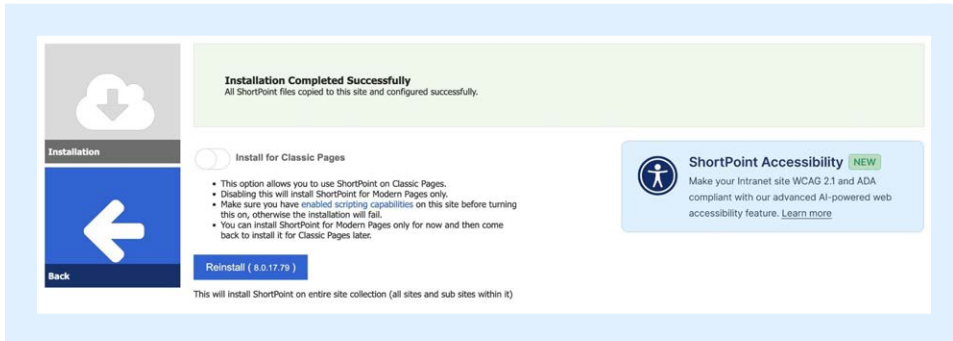 Installation Completed Successfully
All ShortPoint files copied to this site and configured successfully.
Installation
Install for Classic Pages
• This option allows you to use ShortPoint on Classic Pages.
• Disabling this will install ShortPoint for Modern Pages only.
• Make sure you have enabled scripting capabilities on this site before turning
this on, otherwise the installation will fail.
• You can install ShortPoint for Modern Pages only for now and then come
back to install it for Classic Pages later.
ShortPoint Accessibility NEW
Make your Intranet site WCAG 2.1 and ADA
compliant with our advanced AI-powered web
accessibility feature. Learn more
Back
Reinstall ( 8.0.17.79 )
This will install ShortPoint on entire site collection (all sites and sub sites within it)